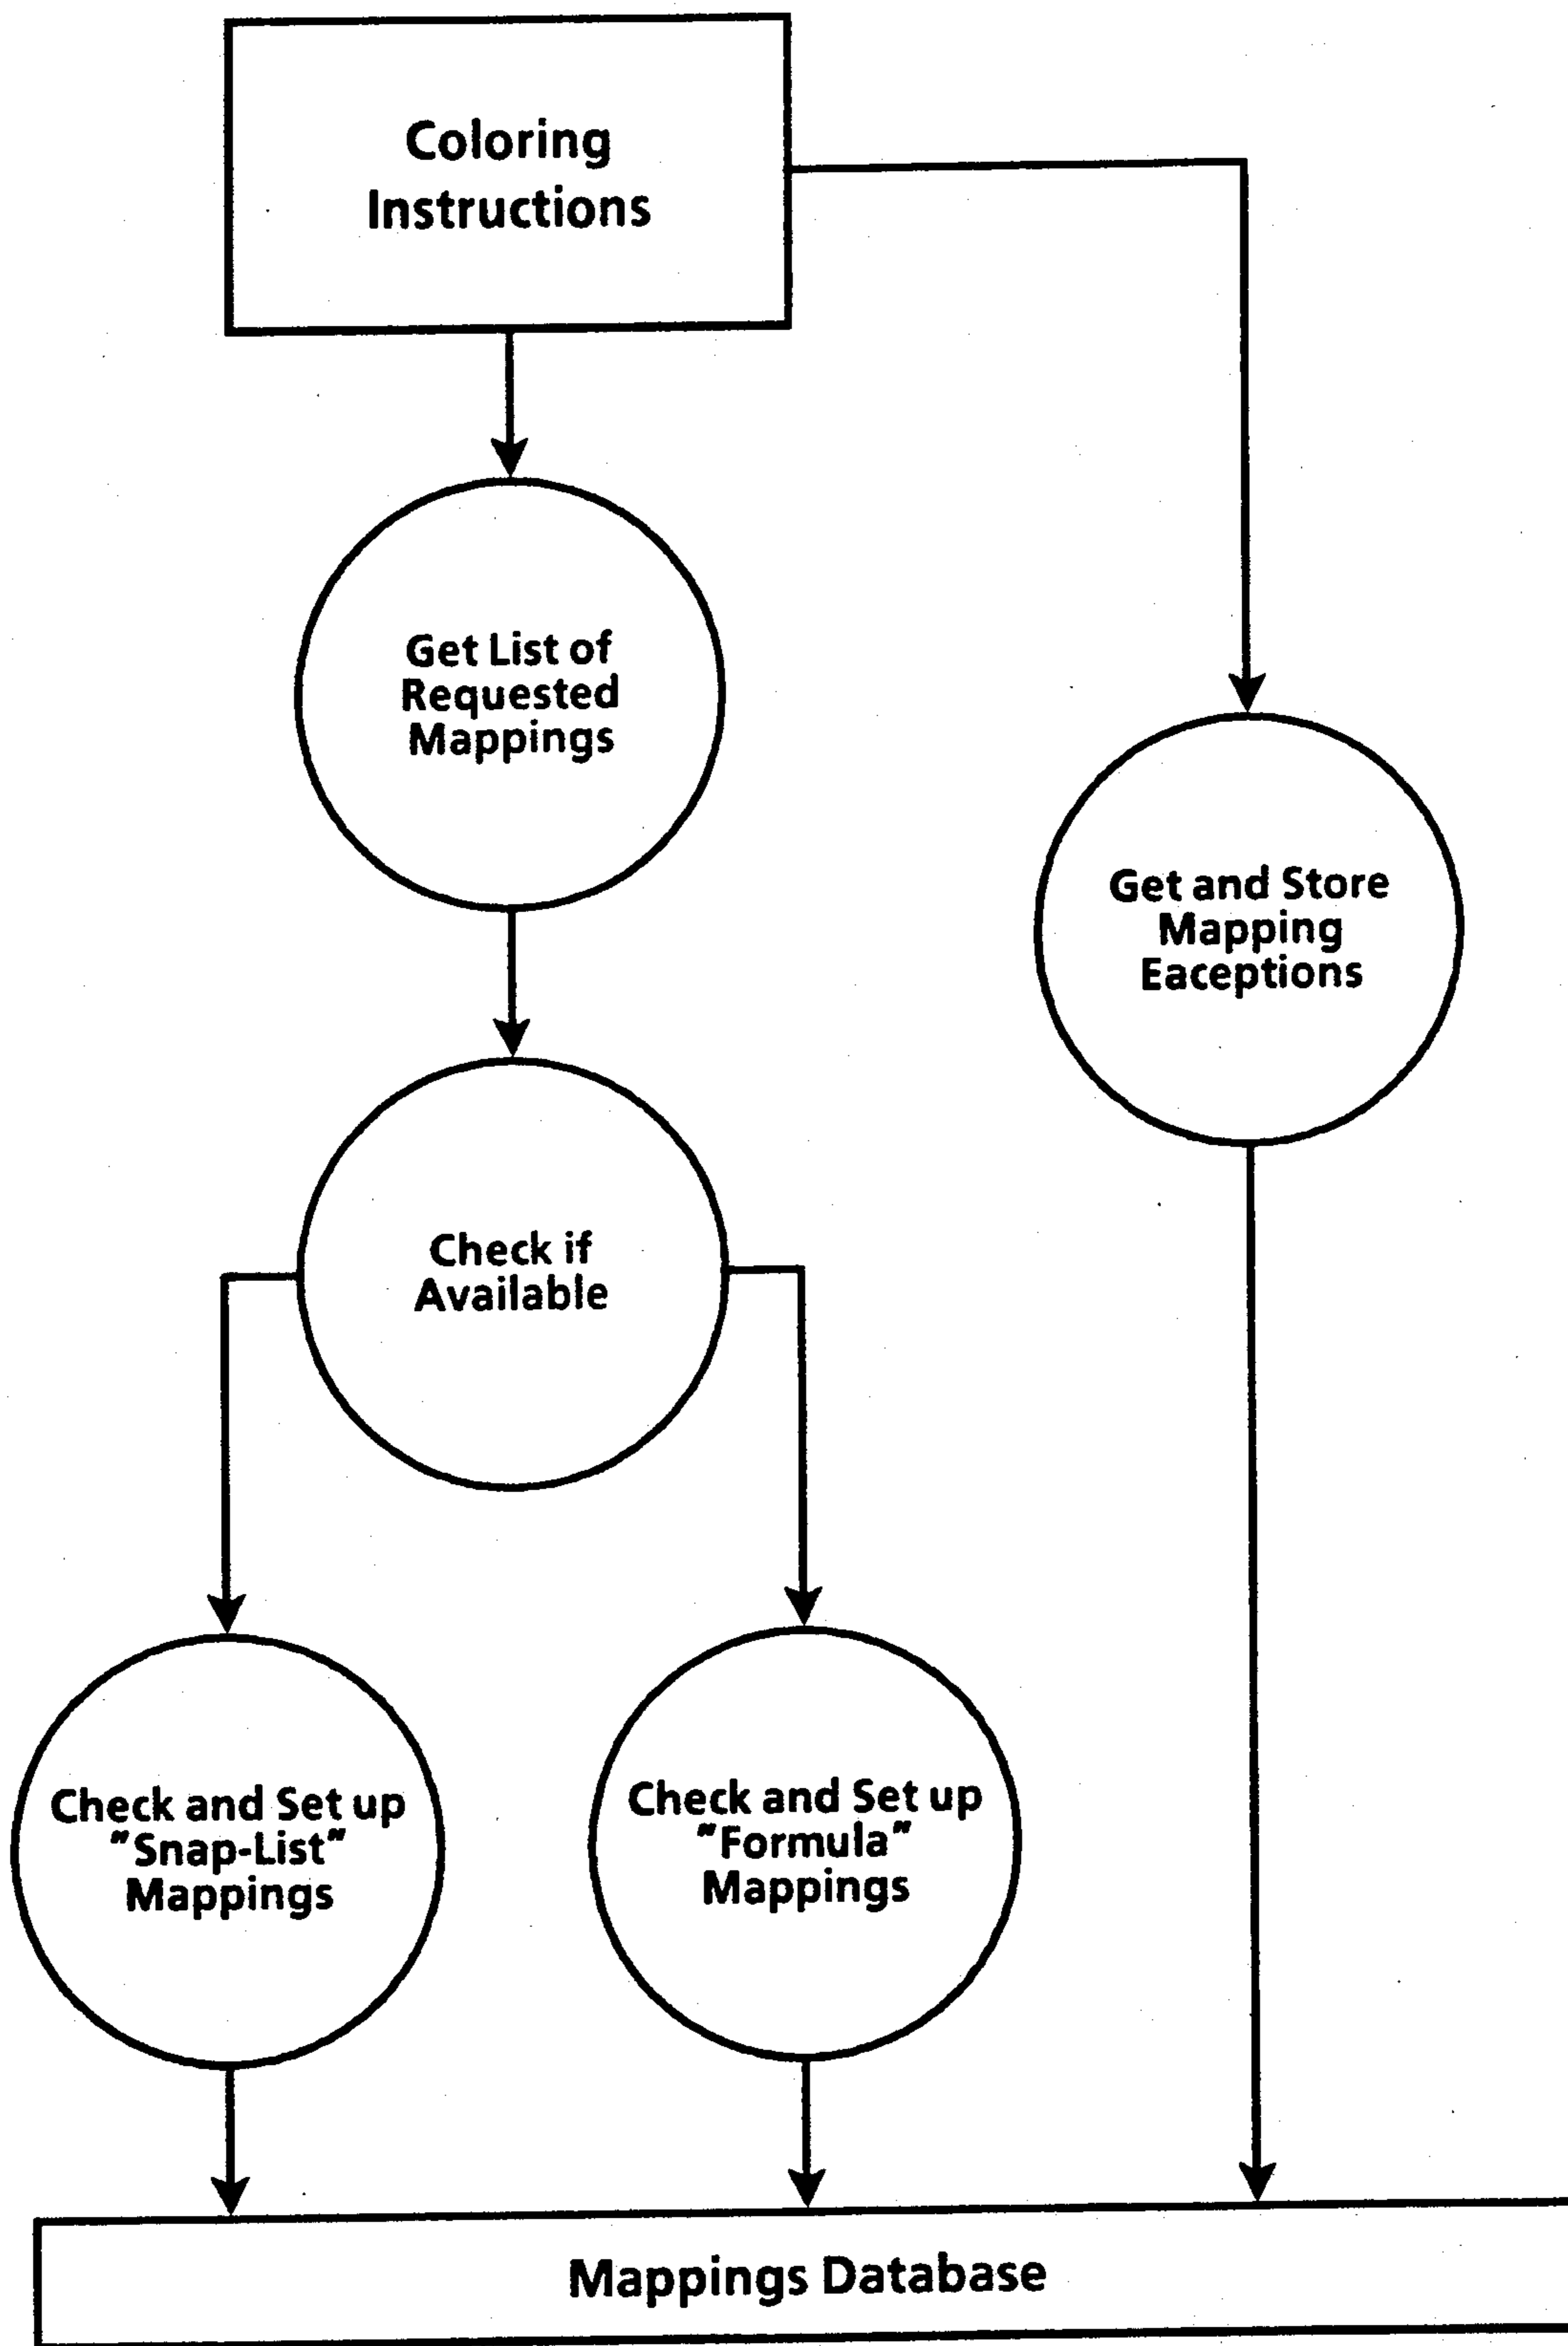 Coloring
Instructions
Get List of
Requested
Mappings
Get and Store
Mapping
Eaceptions
Check if
Available
Check and Set up
"Snap-List"
Mappings
Check and Set up
"Formula"
Mappings
Mappings Database